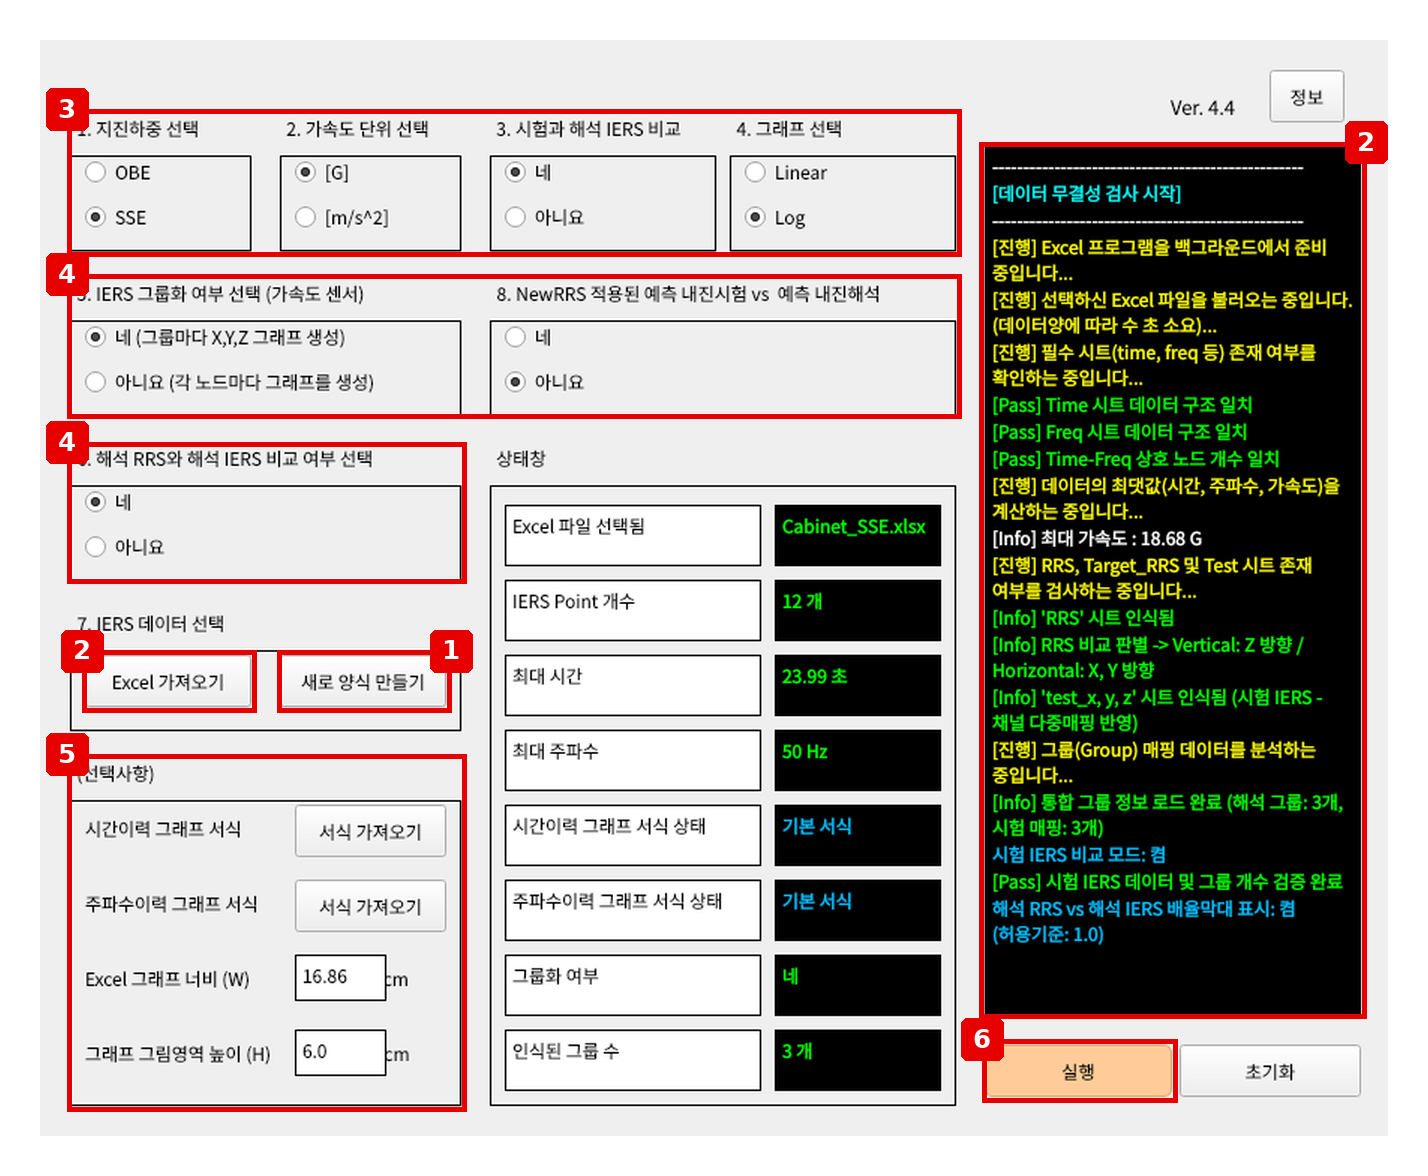 Ver. 4.4
정보
3
1. 지진하중 선택
OBE
SSE
2. 가속도 단위 선택
[G]
[m/s^2]
3. 시험과 해석 IERS 비교
네
아니요
4. 그래프 선택
Linear
Log
4
5. IERS 그룹화 여부 선택 (가속도 센서)
네 (그룹마다 X,Y,Z 그래프 생성)
아니요 (각 노드마다 그래프를 생성)
8. NewRRS 적용된 예측 내진시험 vs 예측 내진해석
네
아니요
4
6. 해석 RRS와 해석 IERS 비교 여부 선택
네
아니요
7. IERS 데이터 선택
2
Excel 가져오기
1
새로 양식 만들기
5
(선택사항)
시간이력 그래프 서식
서식 가져오기
주파수이력 그래프 서식
서식 가져오기
Excel 그래프 너비 (W)
16.86
cm
그래프 그림영역 높이 (H)
6.0
cm
상태창
Excel 파일 선택됨
Cabinet_SSE.xlsx
IERS Point 개수
12 개
최대 시간
23.99 초
최대 주파수
50 Hz
시간이력 그래프 서식 상태
기본 서식
주파수이력 그래프 서식 상태
기본 서식
그룹화 여부
네
인식된 그룹 수
3 개
2
--------------------------------------------------
[데이터 무결성 검사 시작]
--------------------------------------------------
[진행] Excel 프로그램을 백그라운드에서 준비
중입니다...
[진행] 선택하신 Excel 파일을 불러오는 중입니다.
(데이터양에 따라 수 초 소요)...
[진행] 필수 시트(time, freq 등) 존재 여부를
확인하는 중입니다...
[Pass] Time 시트 데이터 구조 일치
[Pass] Freq 시트 데이터 구조 일치
[Pass] Time-Freq 상호 노드 개수 일치
[진행] 데이터의 최댓값(시간, 주파수, 가속도)을
계산하는 중입니다...
[Info] 최대 가속도 : 18.68 G
[진행] RRS, Target_RRS 및 Test 시트 존재
여부를 검사하는 중입니다...
[Info] 'RRS' 시트 인식됨
[Info] RRS 비교 판별 -> Vertical: Z 방향 /
Horizontal: X, Y 방향
[Info] 'test_x, y, z' 시트 인식됨 (시험 IERS -
채널 다중매핑 반영)
[진행] 그룹(Group) 매핑 데이터를 분석하는
중입니다...
[Info] 통합 그룹 정보 로드 완료 (해석 그룹: 3개,
시험 매핑: 3개)
시험 IERS 비교 모드: 켬
[Pass] 시험 IERS 데이터 및 그룹 개수 검증 완료
해석 RRS vs 해석 IERS 배율막대 표시: 켬
(허용기준: 1.0)
6
실행
초기화